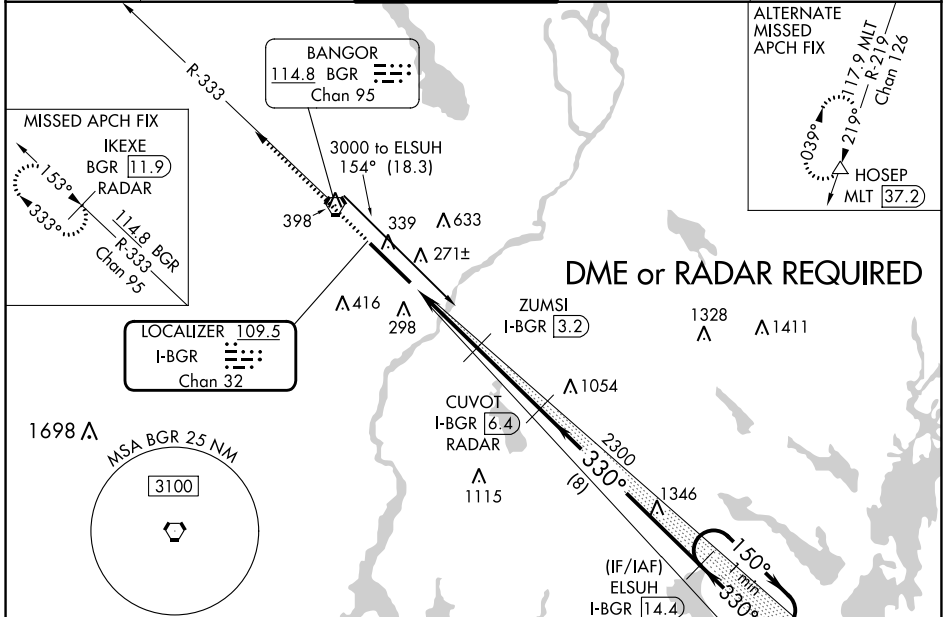 ALTERNATE
MISSED
APCH FIX
117.9 MLT
R-219
Chan 126
039°
219°
HOSEP
MLT 37.2
R-333
BANGOR
114.8 BGR
Chan 95
MISSED APCH FIX
IKEXE
BGR 11.9
RADAR
153°
333°
114.8 BGR
R-333
Chan 95
3000 to ELSUH
154° (18.3)
398
339
633
271±
DME or RADAR REQUIRED
416
298
ZUMSI
I-BGR 3.2
1328
1411
LOCALIZER 109.5
I-BGR
Chan 32
1054
CUVOT
I-BGR 6.4
RADAR
1698
MSA BGR 25 NM
3100
2300
330°
(8)
1115
1346
150°
1 min
330°
(IF/IAF)
ELSUH
I-BGR 14.4